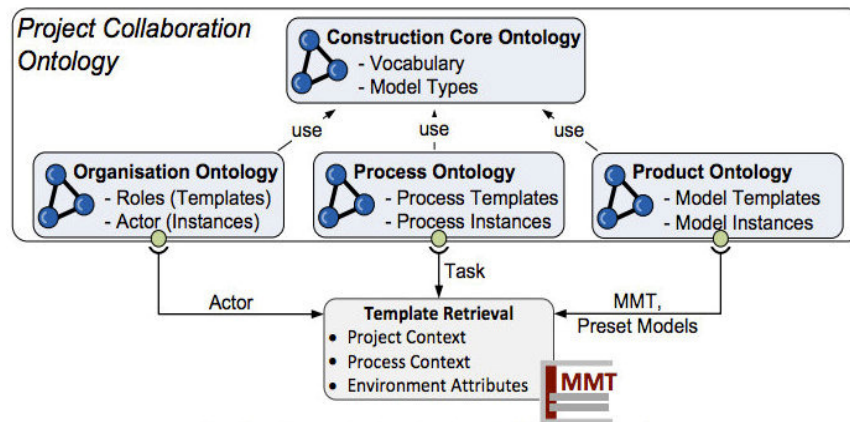 Project Collaboration
Ontology
Construction Core Ontology
- Vocabulary
- Model Types
use
use
use
Organisation Ontology
- Roles (Templates)
- Actor (Instances)
Process Ontology
- Process Templates
- Process Instances
Product Ontology
- Model Templates
- Model Instances
Actor
Task
MMT,
Preset Models
Template Retrieval
• Project Context
• Process Context
• Environment Attributes
MMT